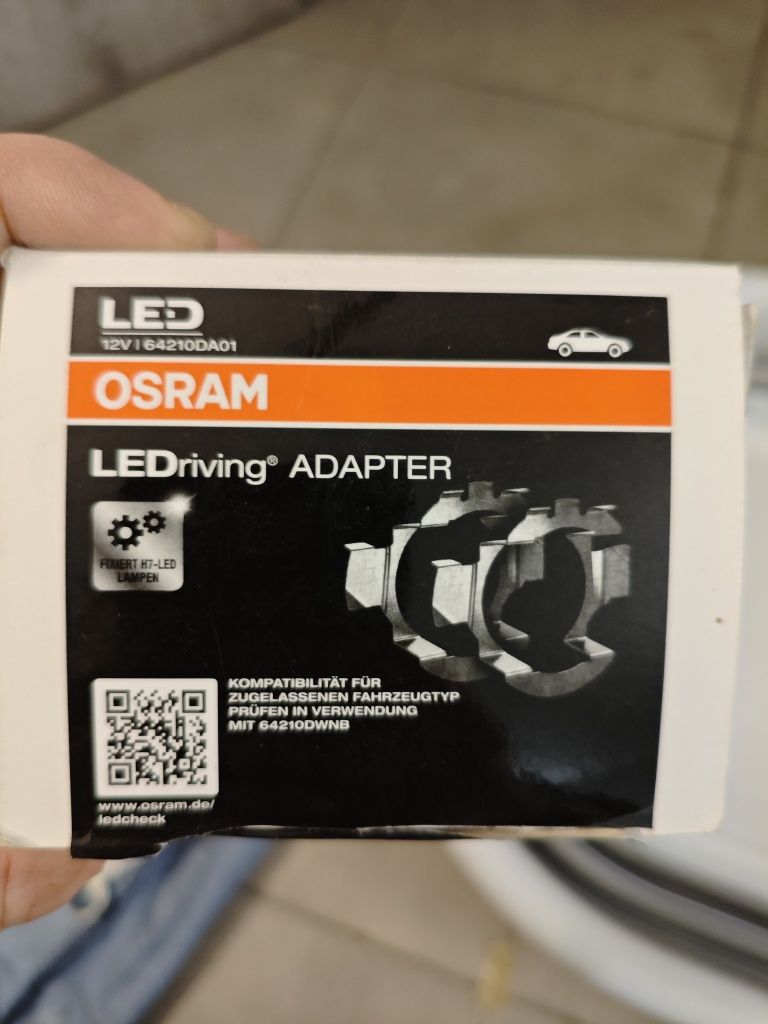 LED
12V | 64210DA01
OSRAM
LEDriving® ADAPTER
FIXIERT H7-LED
LAMPEN
KOMPATIBILITÄT FÜR
ZUGELASSENEN FAHRZEUGTYP
PRÜFEN IN VERWENDUNG
MIT 64210DWNB
www.osram.de/
ledcheck